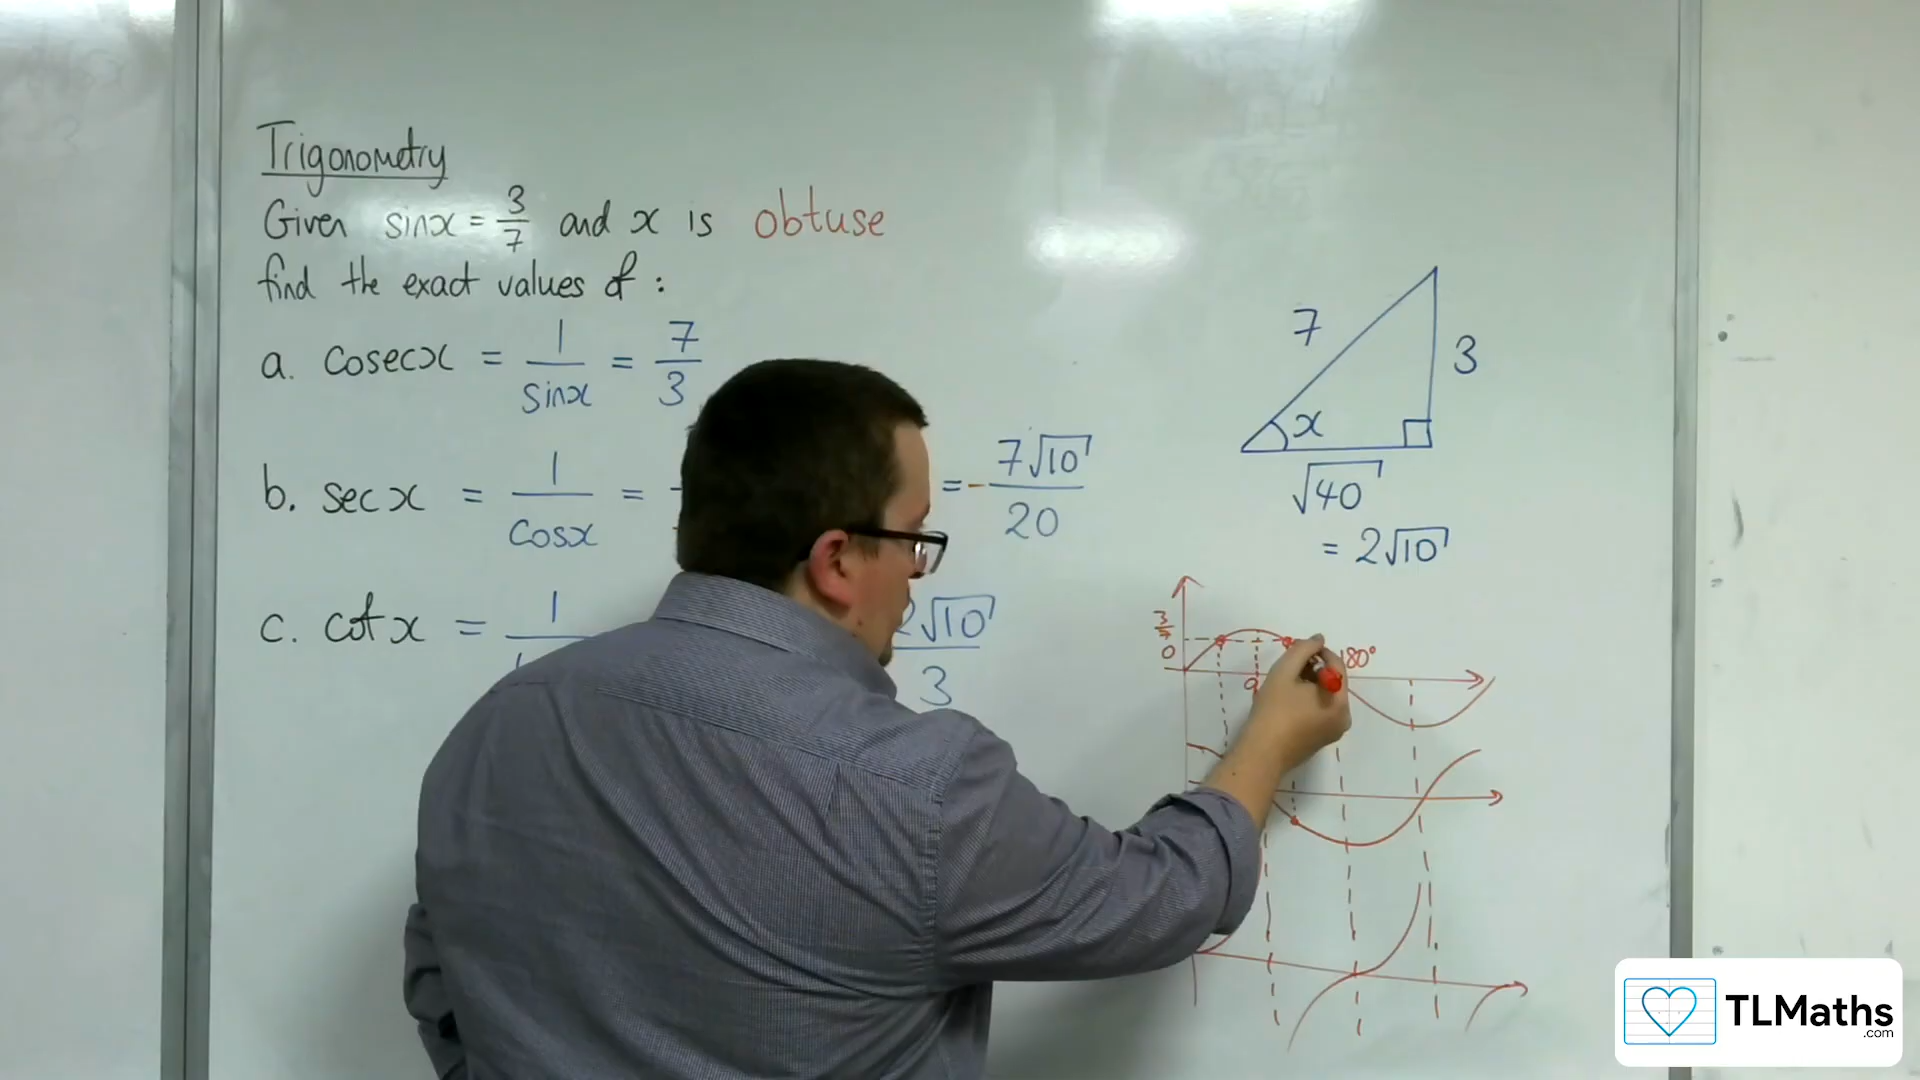 Trigonometry
Given sinx = 3/7 and x is obtuse
find the exact values of :
a. cosecx = 1/sinx = 7/3
b. secx = 1/cosx = = -7√10/20
c. cotx = 1/ 2√10/3
7
3
x
√40
= 2√10
3/7
0
180°
TLMaths
.com